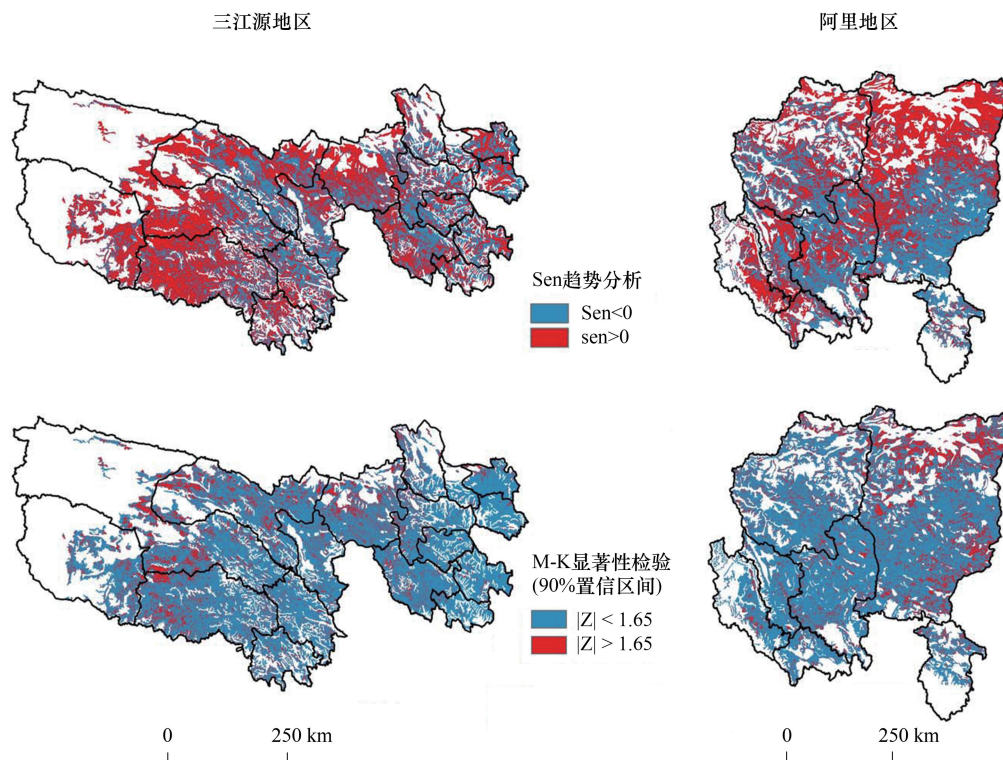 三江源地区
阿里地区
Sen趋势分析
Sen<0
sen>0
M-K显著性检验
(90%置信区间)
|Z| < 1.65
|Z| > 1.65
0 250 km
0 250 km